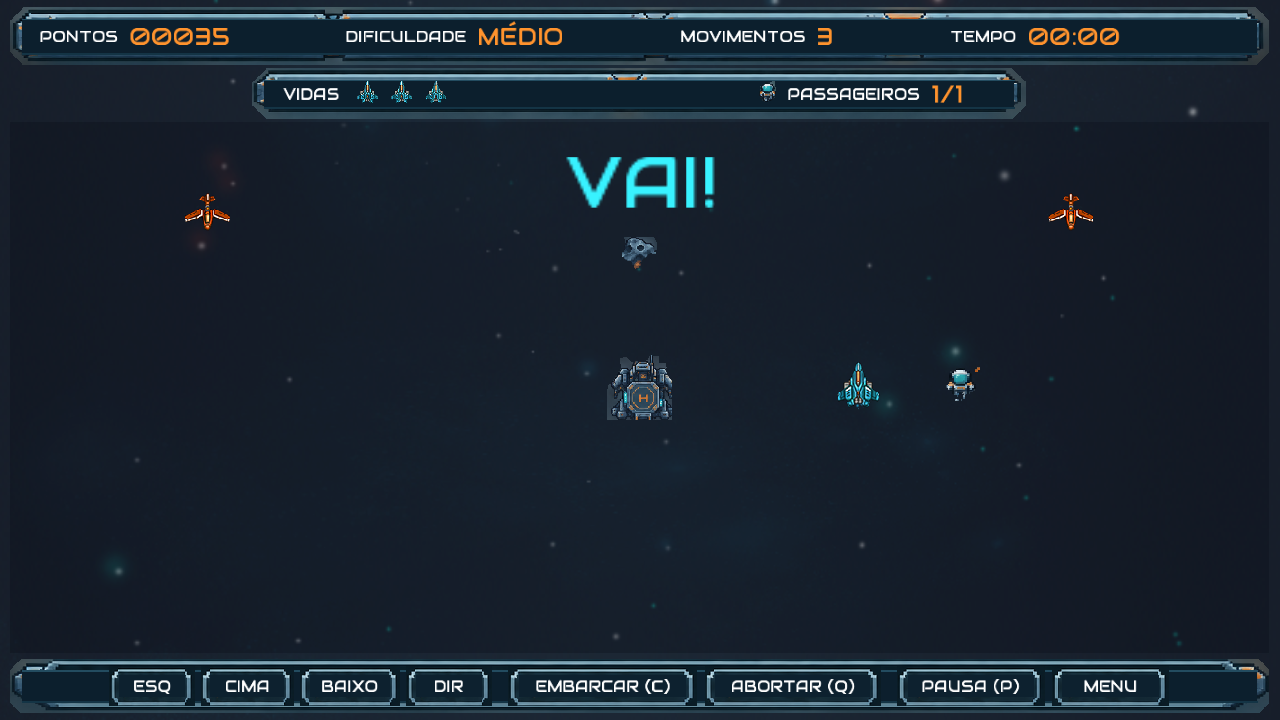 PONTOS 00035 DIFICULDADE MÉDIO MOVIMENTOS 3 TEMPO 00:00
VIDAS PASSAGEIROS 1/1
VAI!
H
ESQ CIMA BAIXO DIR EMBARCAR (C) ABORTAR (Q) PAUSA (P) MENU